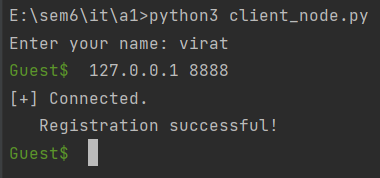 E:\sem6\it\a1>python3 client_node.py
Enter your name: virat
Guest$  127.0.0.1 8888
[+] Connected.
   Registration successful!
Guest$